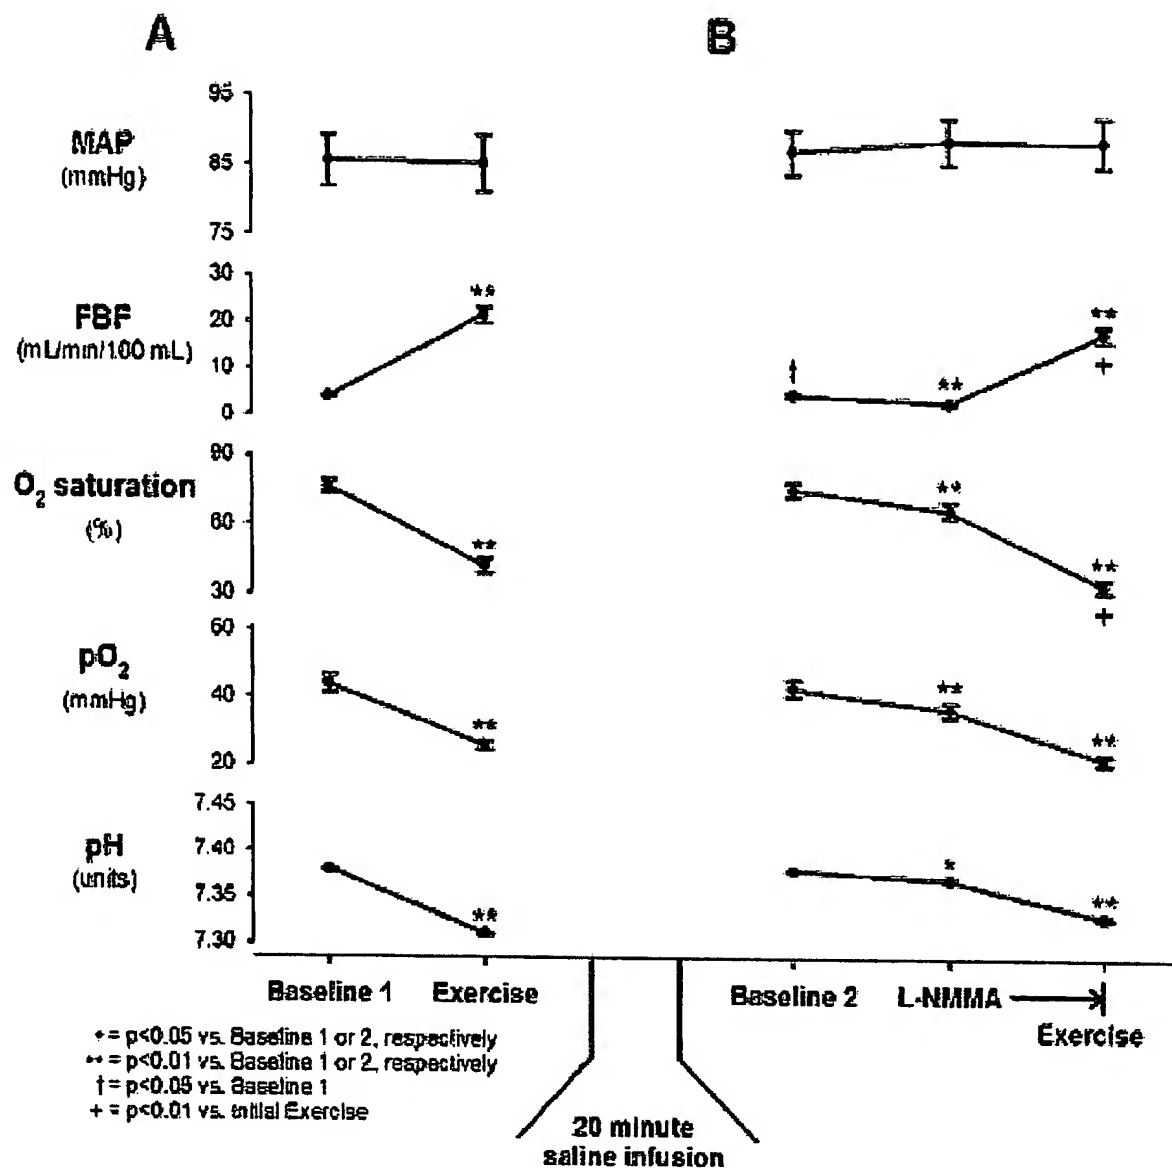 A
B
MAP
(mmHg)
95
85
75
FBF
(mL/min/100 mL)
30
20
10
0
**
†
**
**
+
O2 saturation
(%)
90
60
30
**
**
**
+
pO2
(mmHg)
60
40
20
**
**
**
pH
(units)
7.45
7.40
7.35
7.30
**
*
**
Baseline 1
Exercise
Baseline 2
L-NMMA
Exercise
* = p<0.05 vs. Baseline 1 or 2, respectively
** = p<0.01 vs. Baseline 1 or 2, respectively
† = p<0.05 vs. Baseline 1
+ = p<0.01 vs. Initial Exercise
20 minute
saline infusion